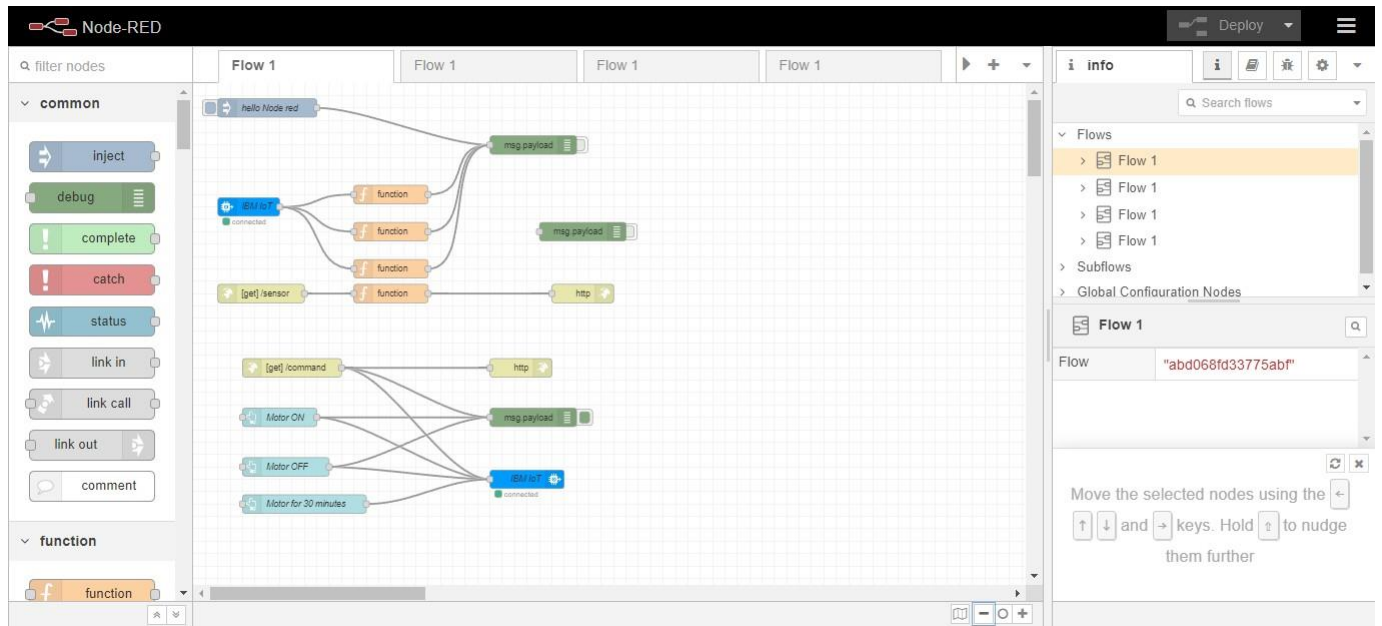 Node-RED
Deploy
filter nodes
Flow 1
Flow 1
Flow 1
Flow 1
i info
i
Search flows
common
inject
debug
complete
catch
status
link in
link call
link out
comment
function
function
hello Node red
msg.payload
IBM IoT
connected
function
function
function
msg.payload
[get] /sensor
function
http
[get] /command
http
Motor ON
msg.payload
Motor OFF
IBM IoT
connected
Motor for 30 minutes
Flows
Flow 1
Flow 1
Flow 1
Flow 1
Subflows
Global Configuration Nodes
Flow 1
Flow "abd068fd33775abf"
Move the selected nodes using the ←
↑ ↓ and → keys. Hold ⇧ to nudge
them further